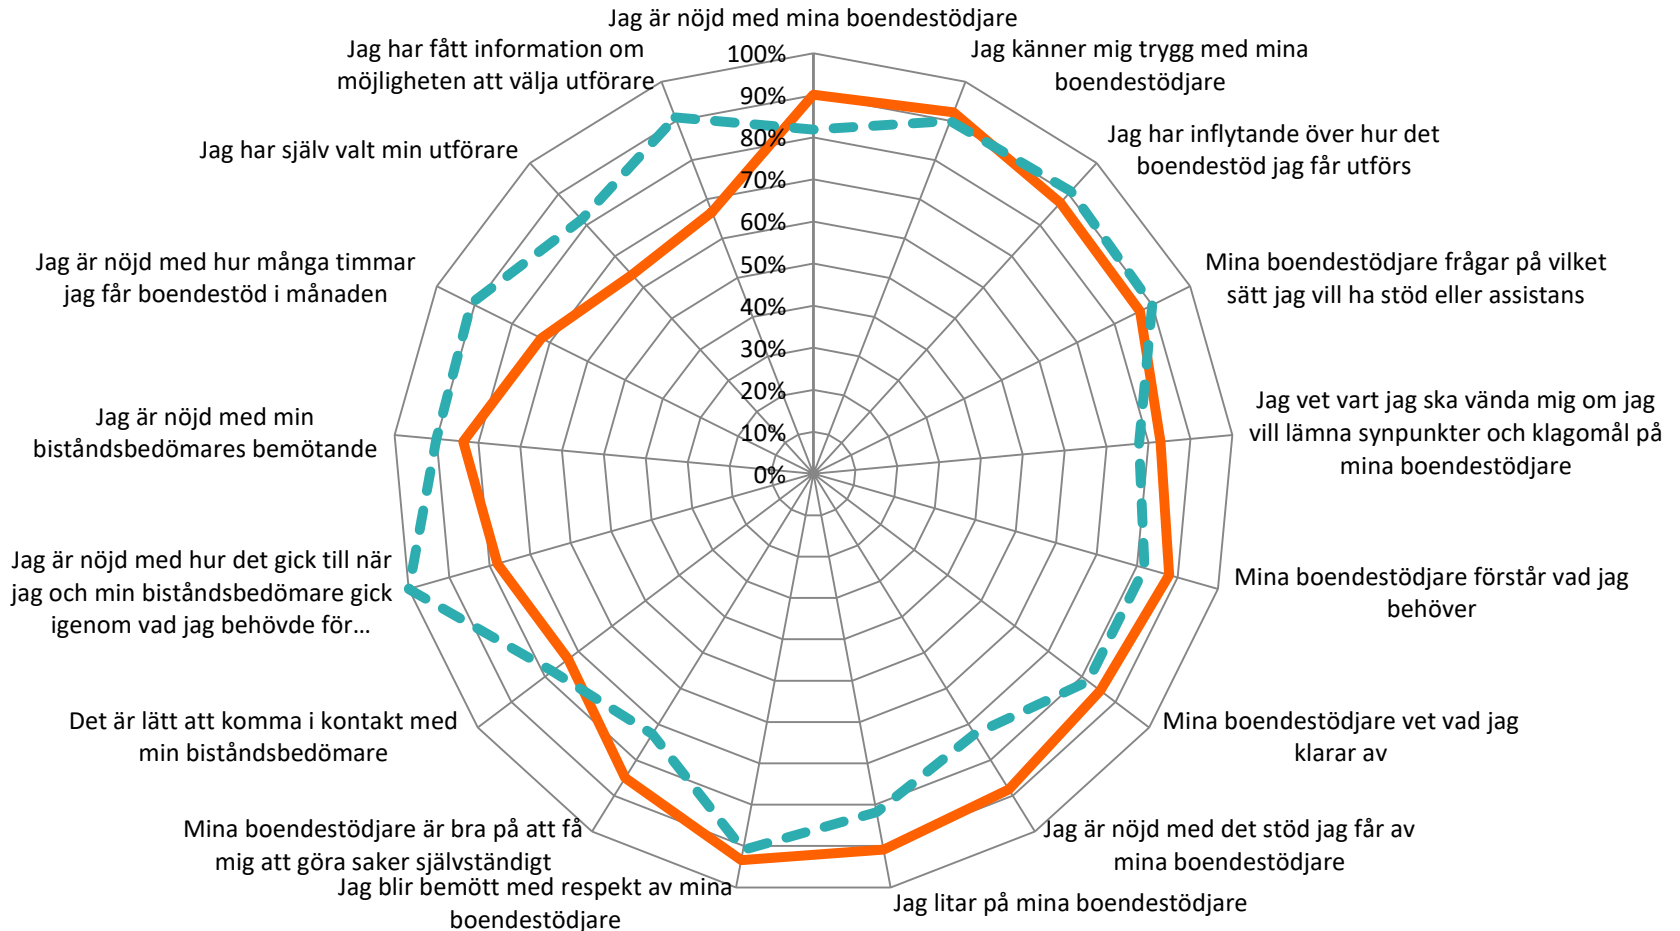 Jag är nöjd med mina boendestödjare
Jag känner mig trygg med mina
boendestödjare
Jag har inflytande över hur det
boendestöd jag får utförs
Mina boendestödjare frågar på vilket
sätt jag vill ha stöd eller assistans
Jag vet vart jag ska vända mig om jag
vill lämna synpunkter och klagomål på
mina boendestödjare
Mina boendestödjare förstår vad jag
behöver
Mina boendestödjare vet vad jag
klarar av
Jag är nöjd med det stöd jag får av
mina boendestödjare
Jag litar på mina boendestödjare
Jag blir bemött med respekt av mina
boendestödjare
Mina boendestödjare är bra på att få
mig att göra saker självständigt
Det är lätt att komma i kontakt med
min biståndsbedömare
Jag är nöjd med hur det gick till när
jag och min biståndsbedömare gick
igenom vad jag behövde för…
Jag är nöjd med min
biståndsbedömares bemötande
Jag är nöjd med hur många timmar
jag får boendestöd i månaden
Jag har själv valt min utförare
Jag har fått information om
möjligheten att välja utförare
100%
90%
80%
70%
60%
50%
40%
30%
20%
10%
0%